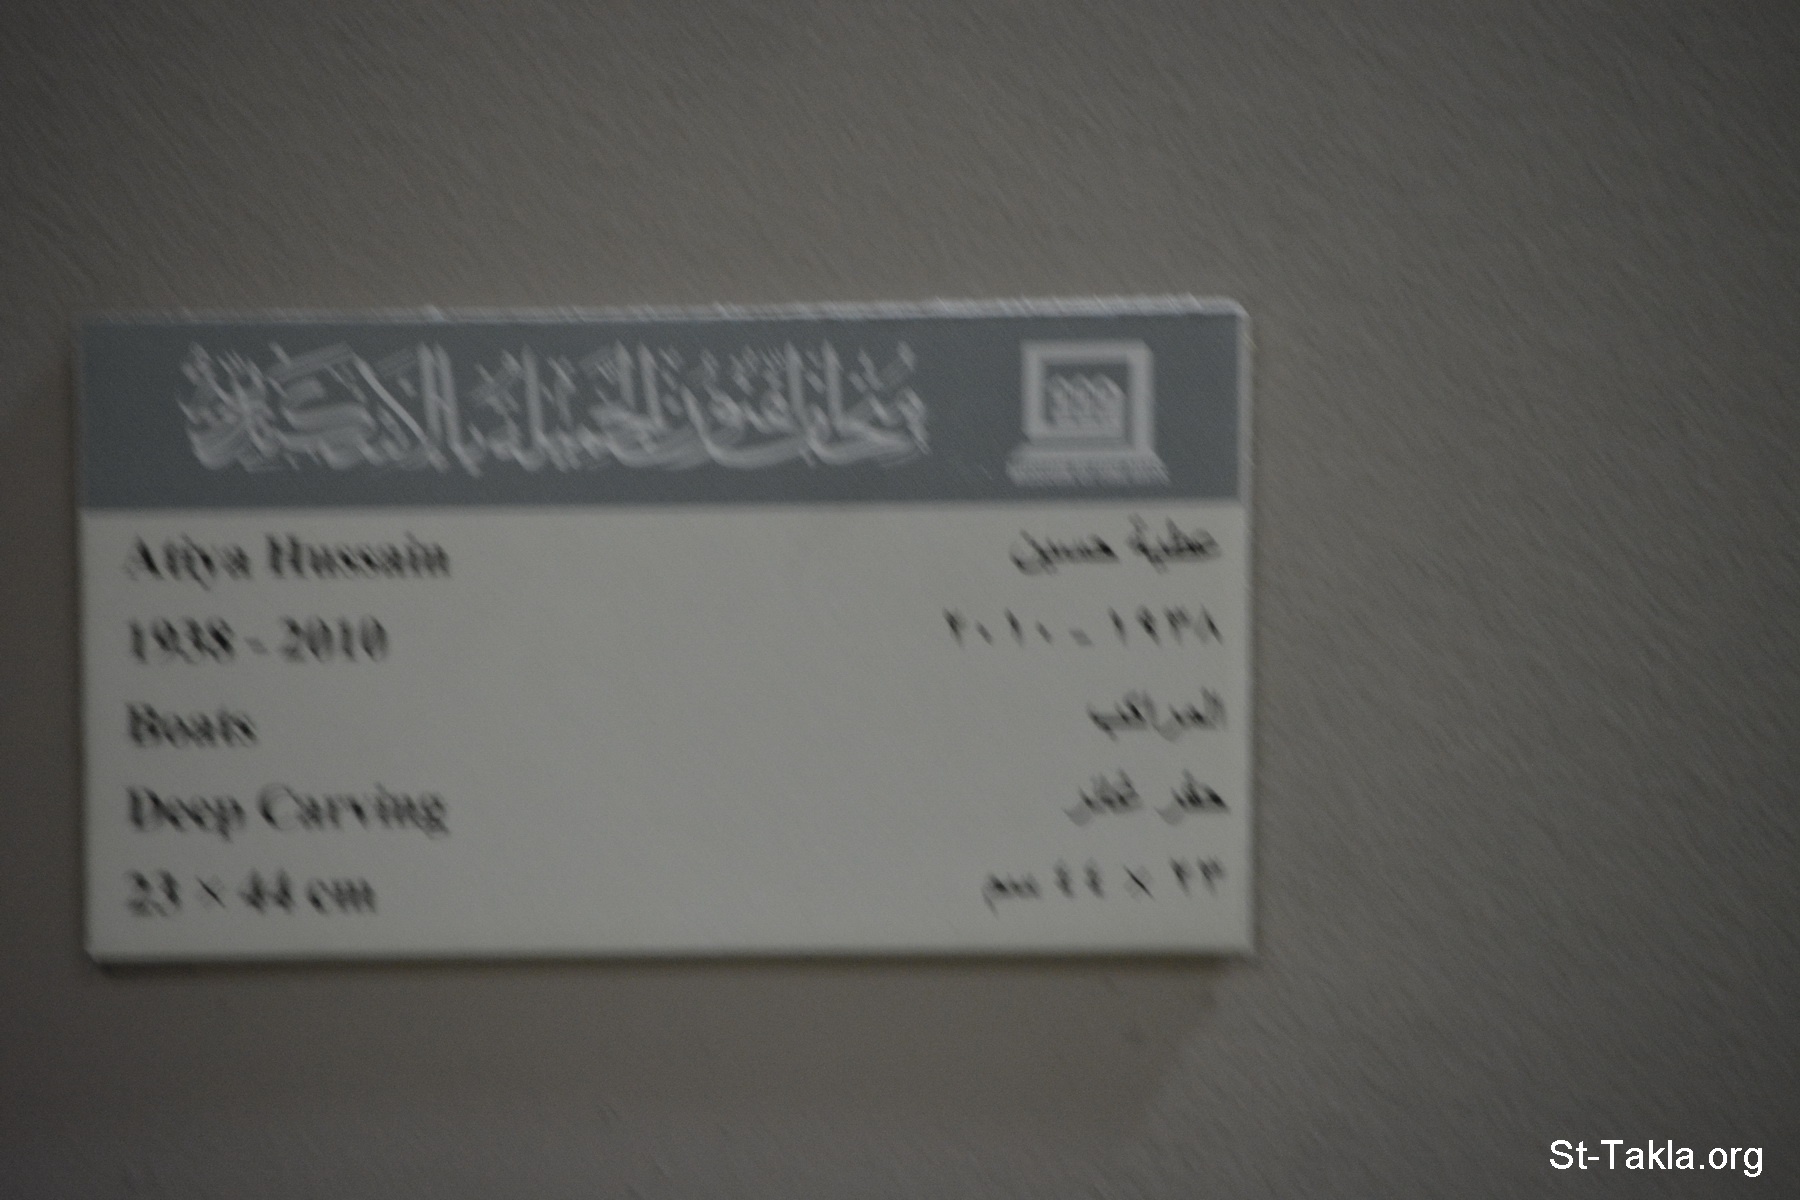 متحف الفنون الجميلة بالإسكندرية
Atiya Hussain
عطية حسين
1938 - 2010
١٩٣٨ - ٢٠١٠
Boats
المراكب
Deep Carving
حفر غائر
23 × 44 cm
٢٣ × ٤٤ سم
St-Takla.org